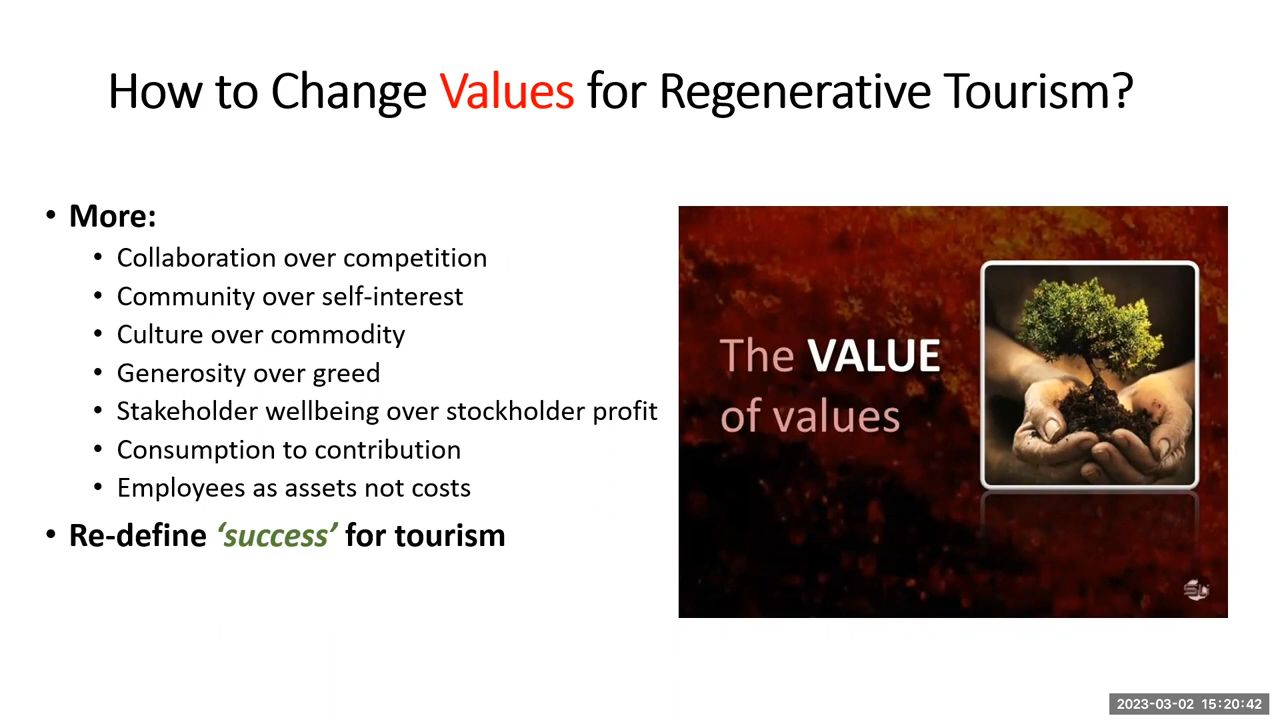 How to Change Values for Regenerative Tourism?
• More:
• Collaboration over competition
• Community over self-interest
• Culture over commodity
• Generosity over greed
• Stakeholder wellbeing over stockholder profit
• Consumption to contribution
• Employees as assets not costs
• Re-define ‘success’ for tourism
The VALUE
of values
2023-03-02 15:20:42